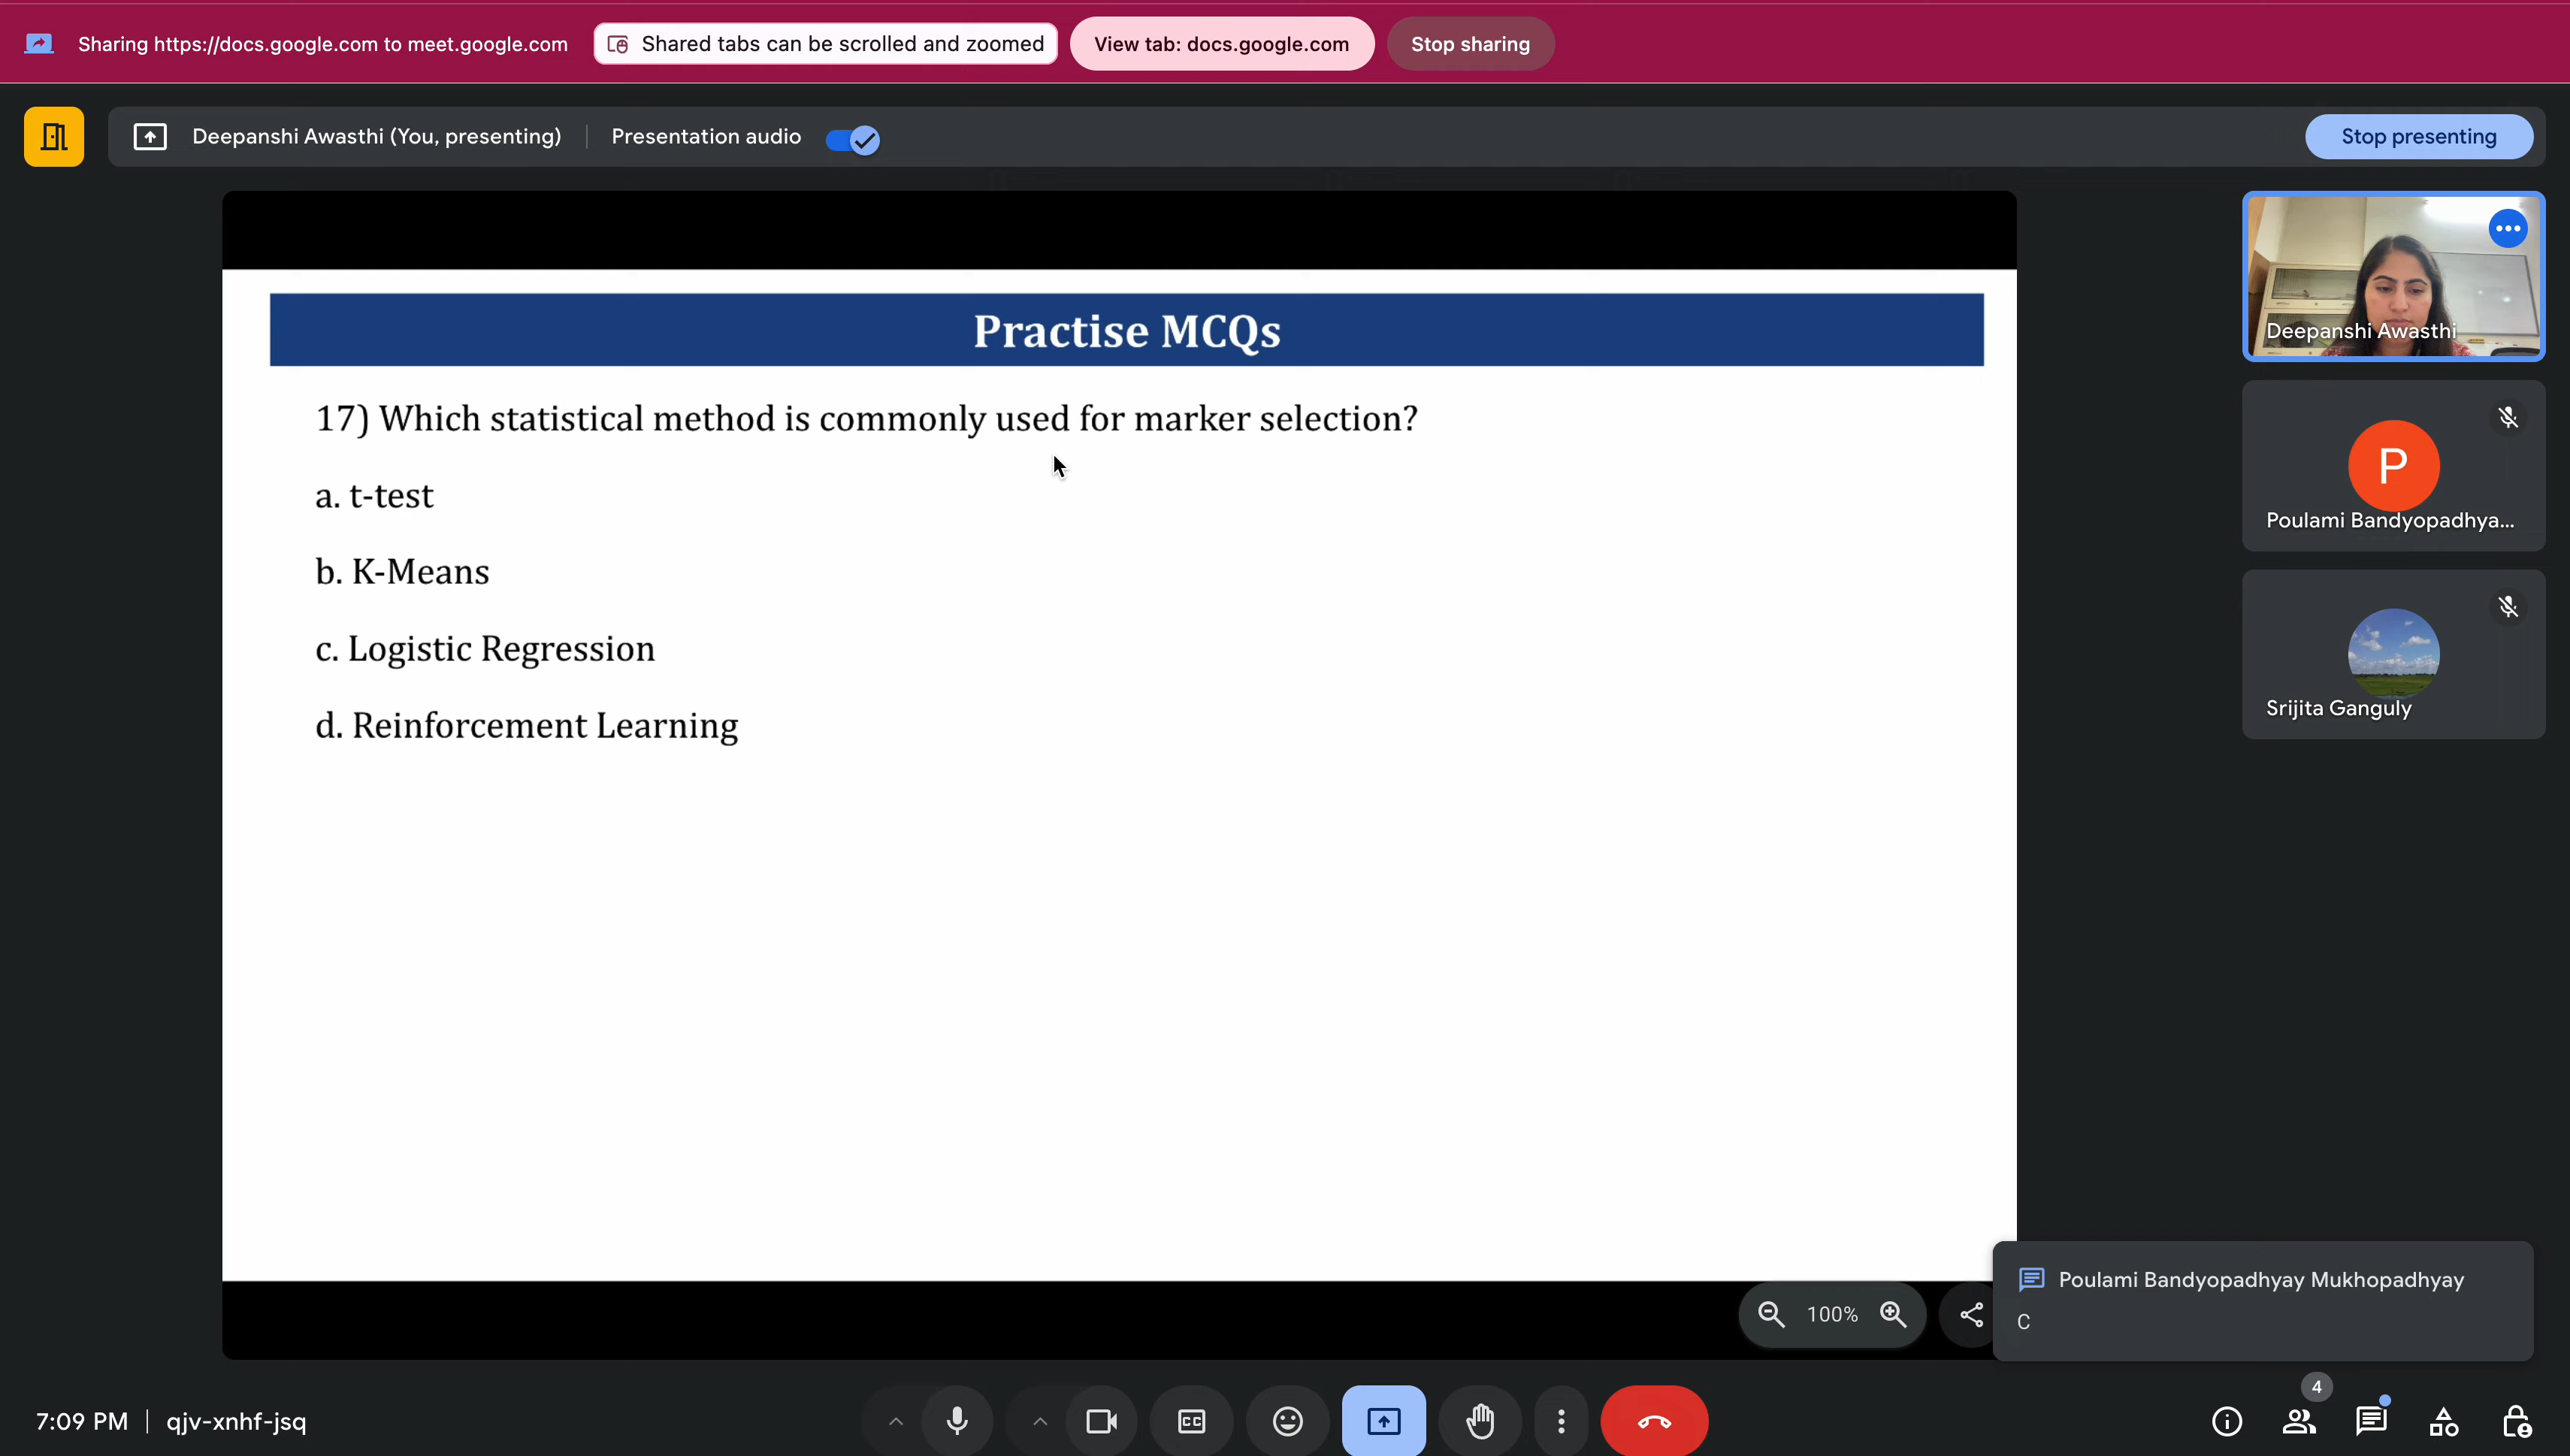 Sharing https://docs.google.com to meet.google.com
Shared tabs can be scrolled and zoomed
View tab: docs.google.com
Stop sharing
Deepanshi Awasthi (You, presenting)
Presentation audio
Stop presenting
Practise MCQs
17) Which statistical method is commonly used for marker selection?
a. t-test
b. K-Means
c. Logistic Regression
d. Reinforcement Learning
Deepanshi Awasthi
P
Poulami Bandyopadhya...
Srijita Ganguly
100%
Poulami Bandyopadhyay Mukhopadhyay
C
7:09 PM
qjv-xnhf-jsq
CC
4